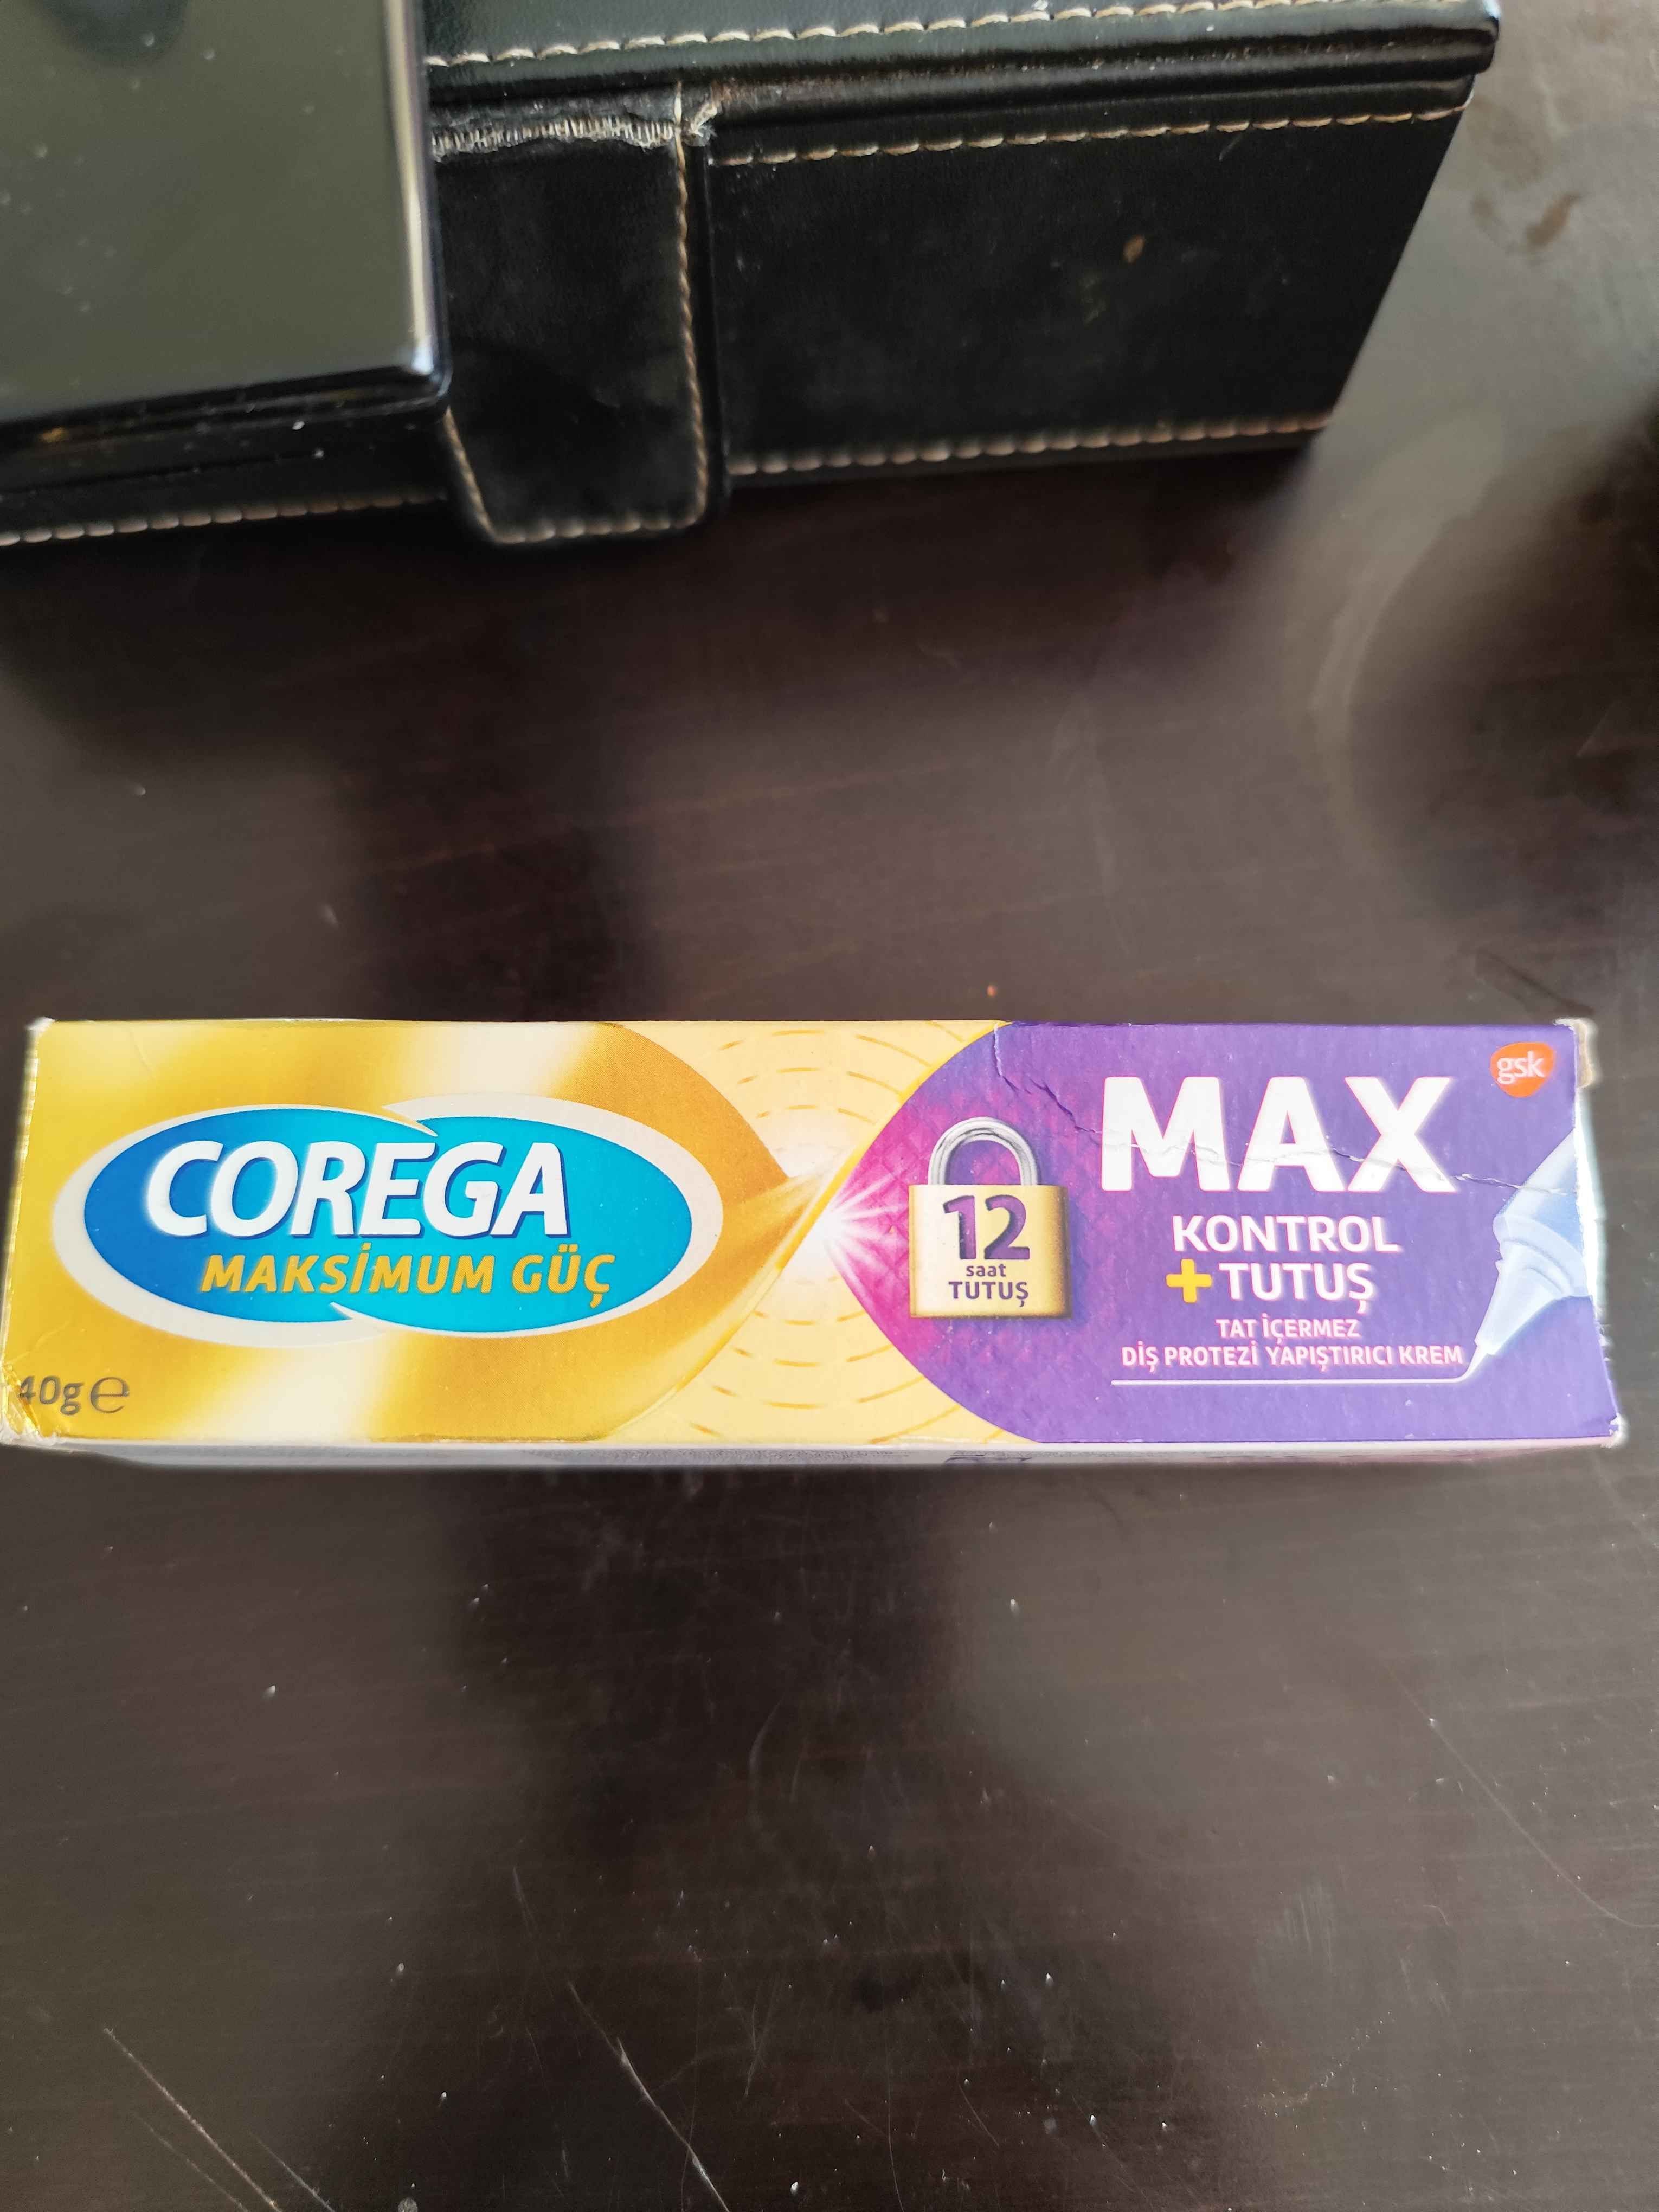 COREGA
MAKSİMUM GÜÇ
40g e
12
saat
TUTUŞ
MAX
KONTROL
+TUTUŞ
TAT İÇERMEZ
DİŞ PROTEZİ YAPIŞTIRICI KREM
gsk